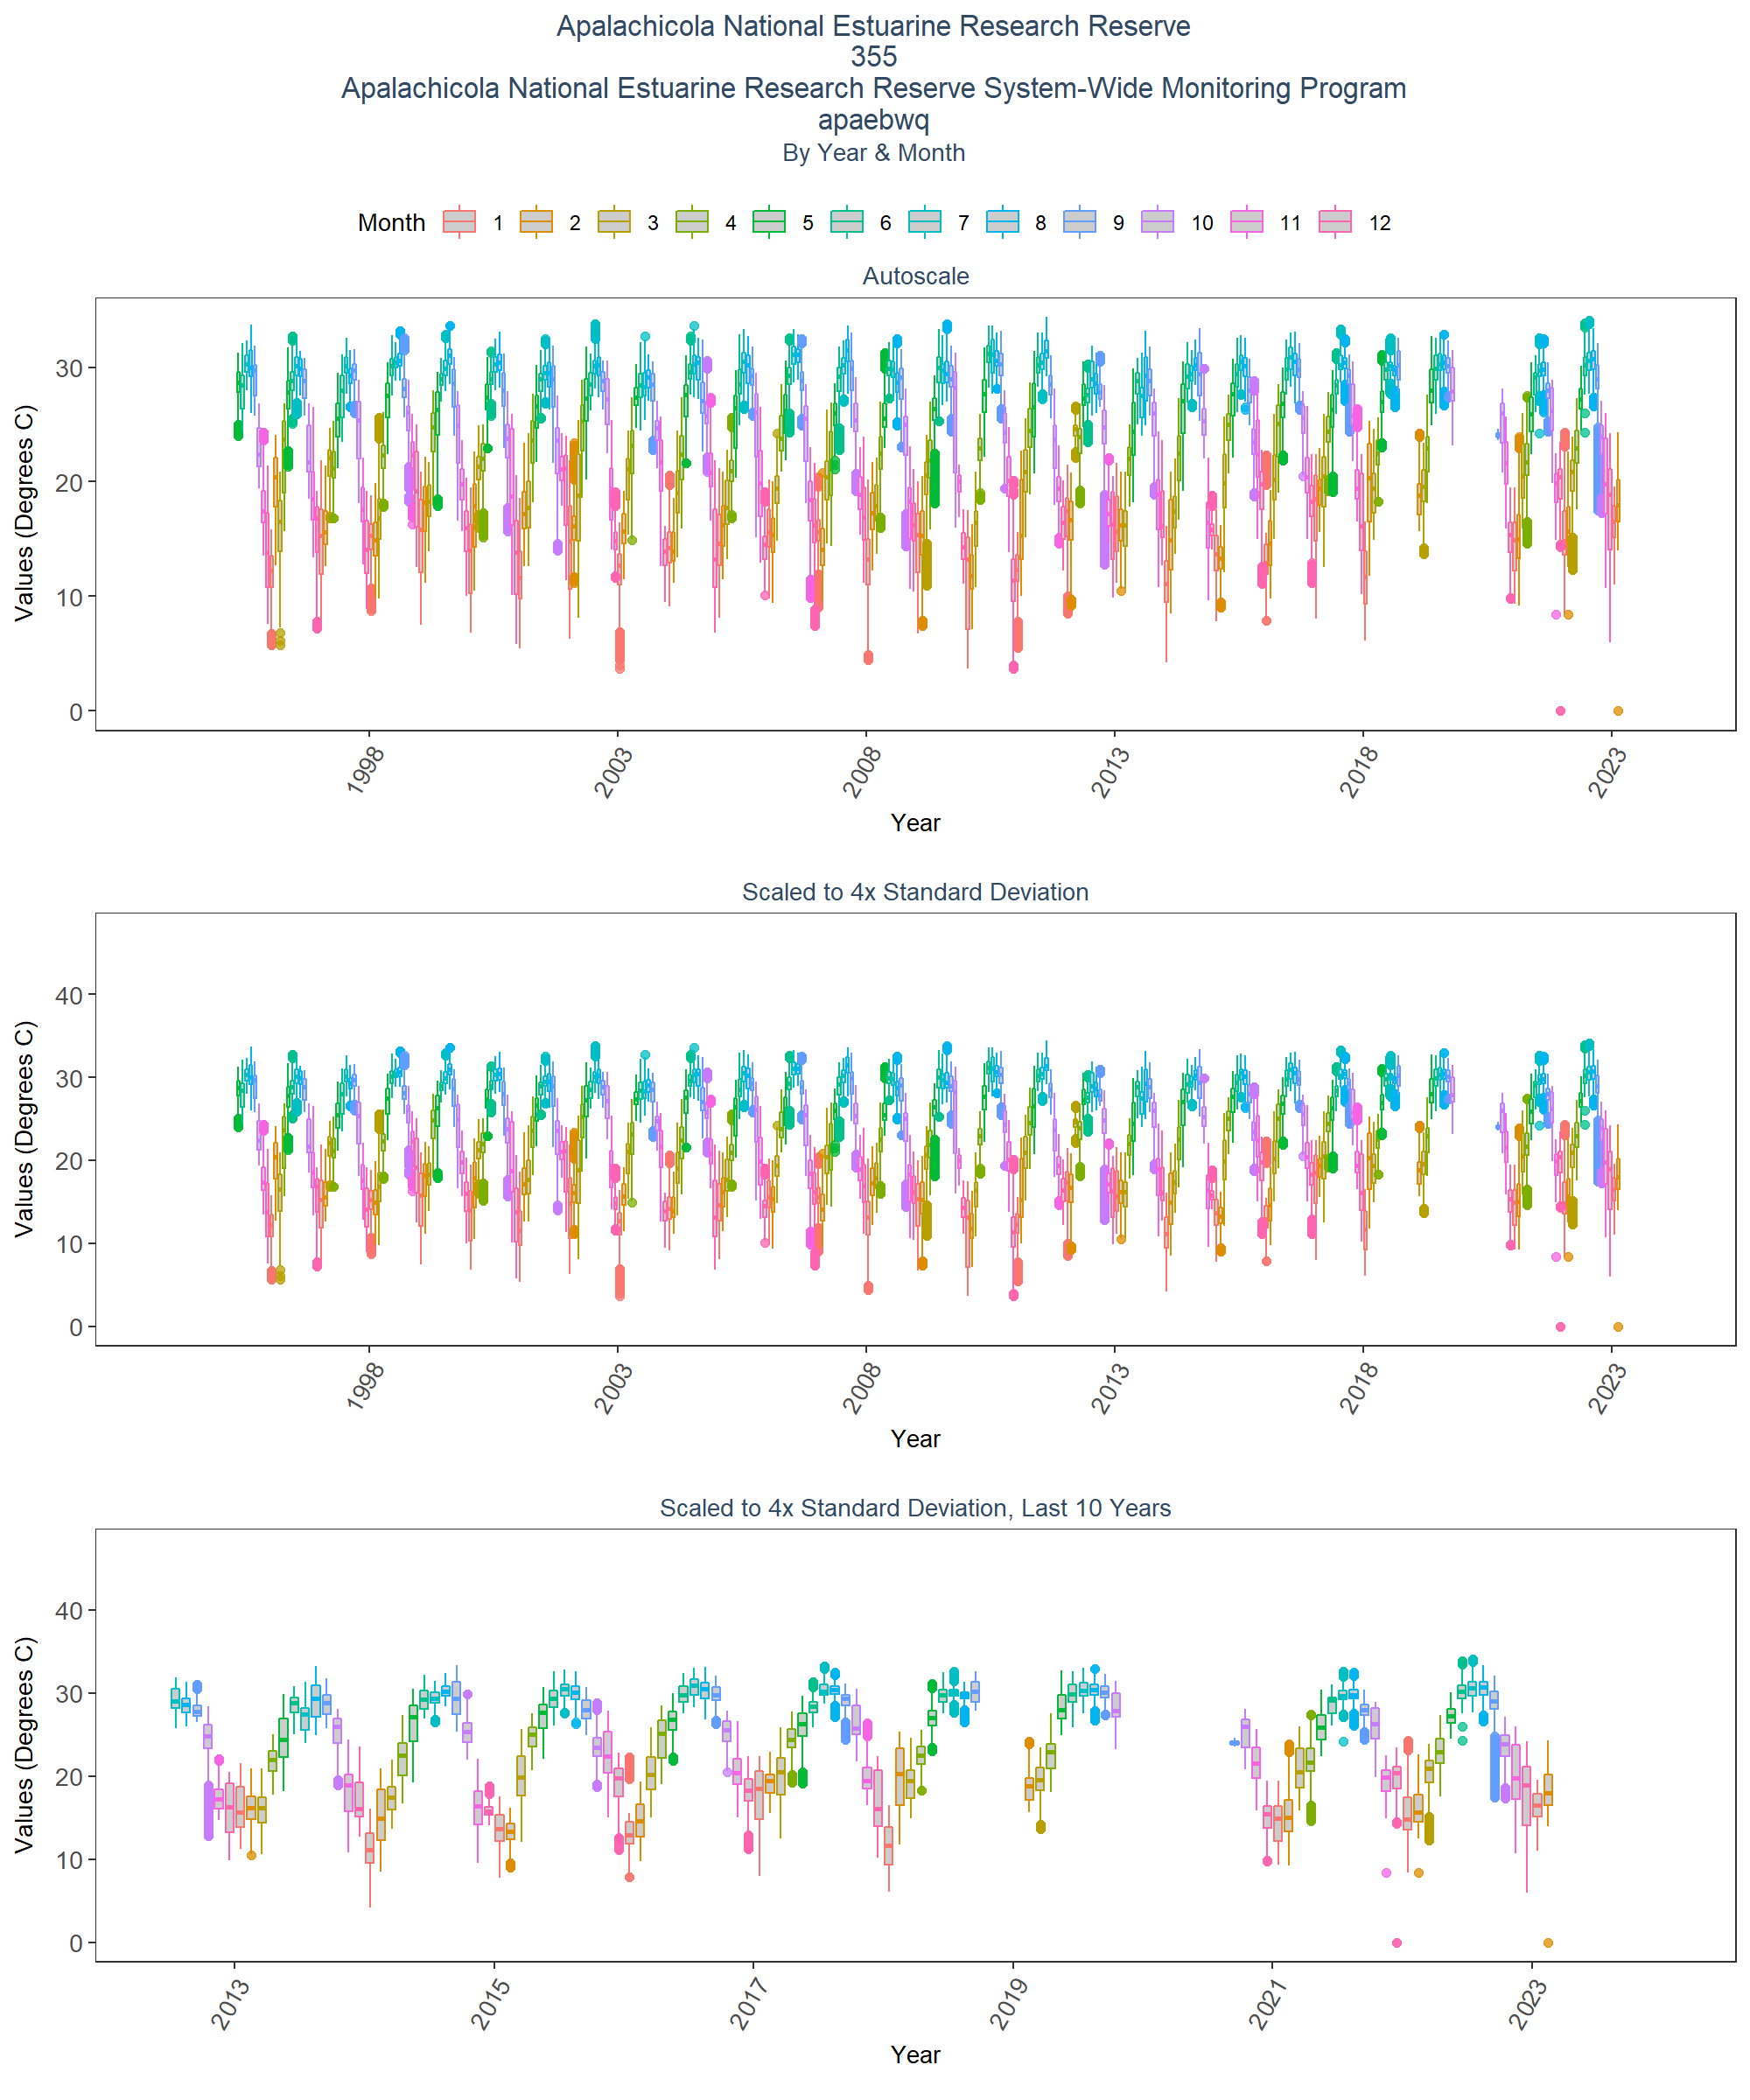 Apalachicola National Estuarine Research Reserve
355
Apalachicola National Estuarine Research Reserve System-Wide Monitoring Program
apaebwq
By Year & Month
Month 1 2 3 4 5 6 7 8 9 10 11 12
Autoscale
Values (Degrees C)
30
20
10
0
1998 2003 2008 2013 2018 2023
Year
Scaled to 4x Standard Deviation
Values (Degrees C)
40
30
20
10
0
1998 2003 2008 2013 2018 2023
Year
Scaled to 4x Standard Deviation, Last 10 Years
Values (Degrees C)
40
30
20
10
0
2013 2015 2017 2019 2021 2023
Year